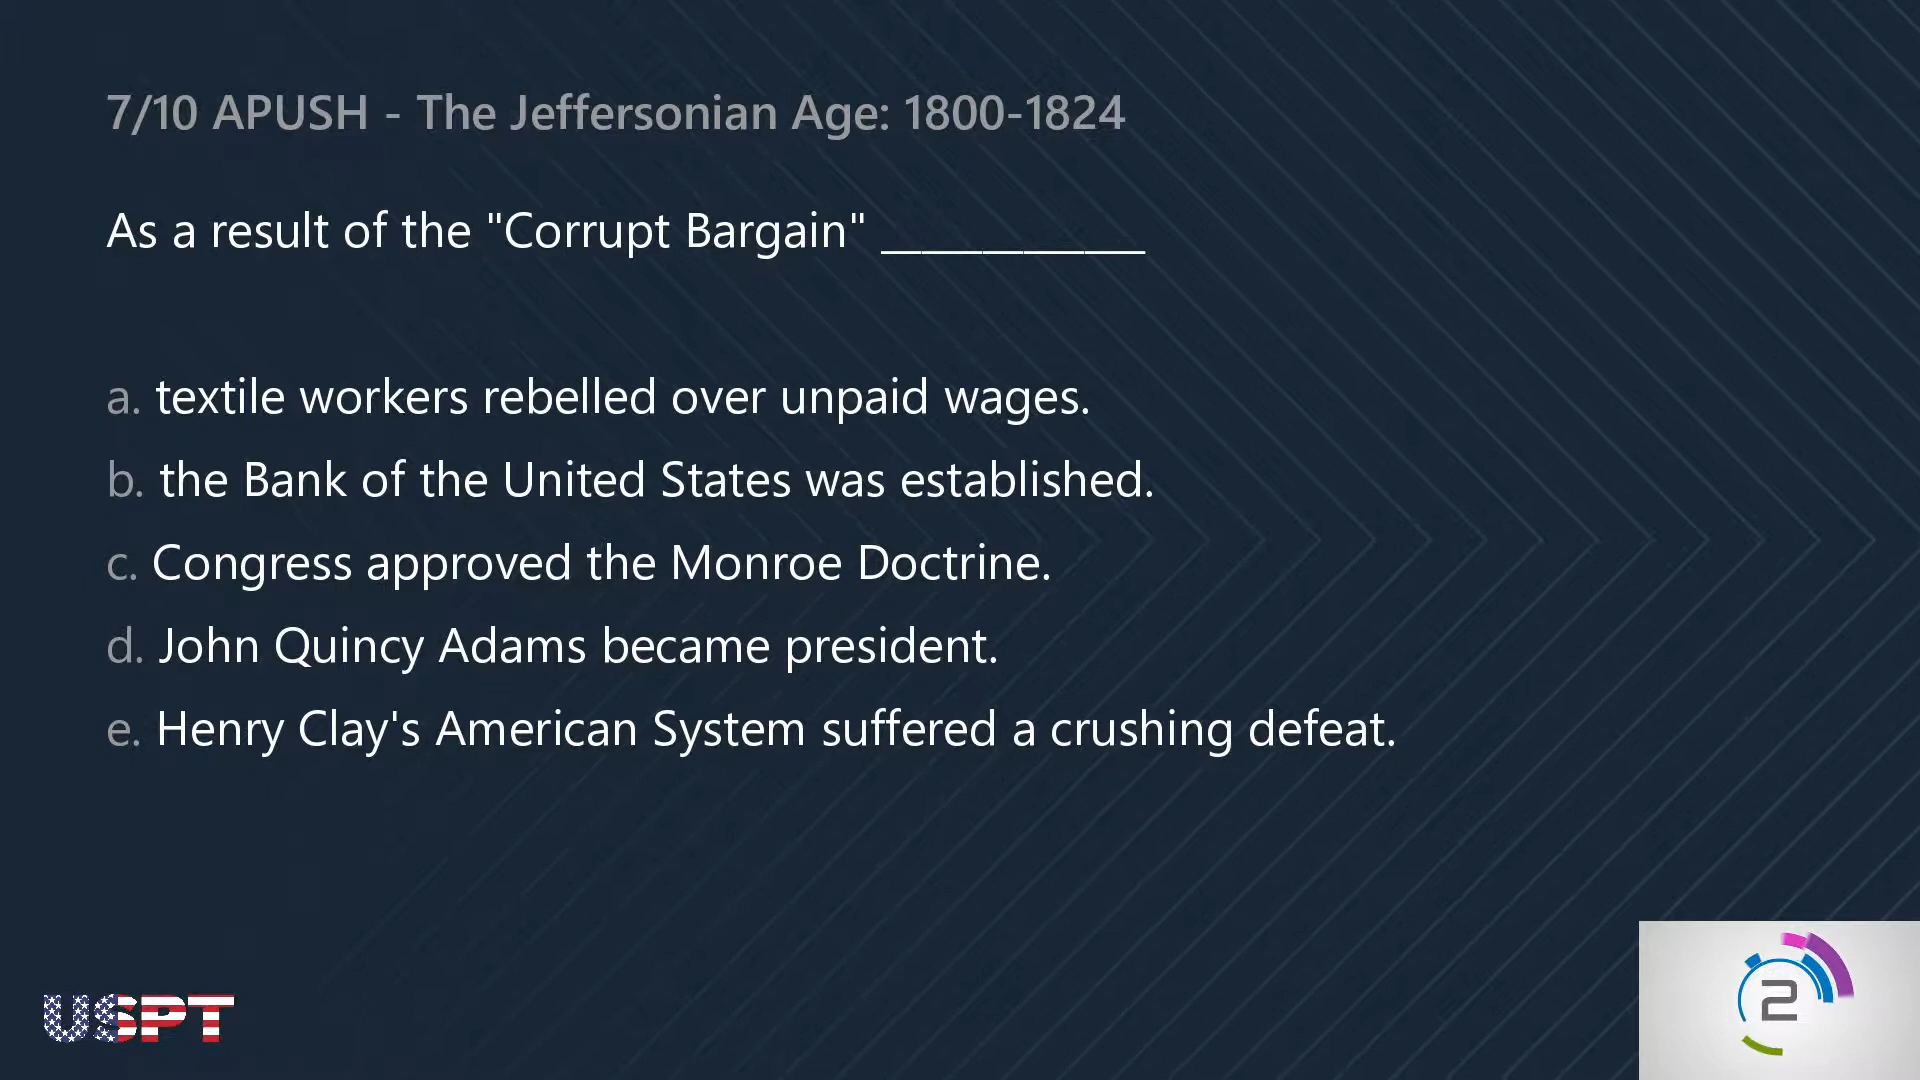 7/10 APUSH - The Jeffersonian Age: 1800-1824
As a result of the "Corrupt Bargain" _____________
a. textile workers rebelled over unpaid wages.
b. the Bank of the United States was established.
c. Congress approved the Monroe Doctrine.
d. John Quincy Adams became president.
e. Henry Clay's American System suffered a crushing defeat.
USPT
2